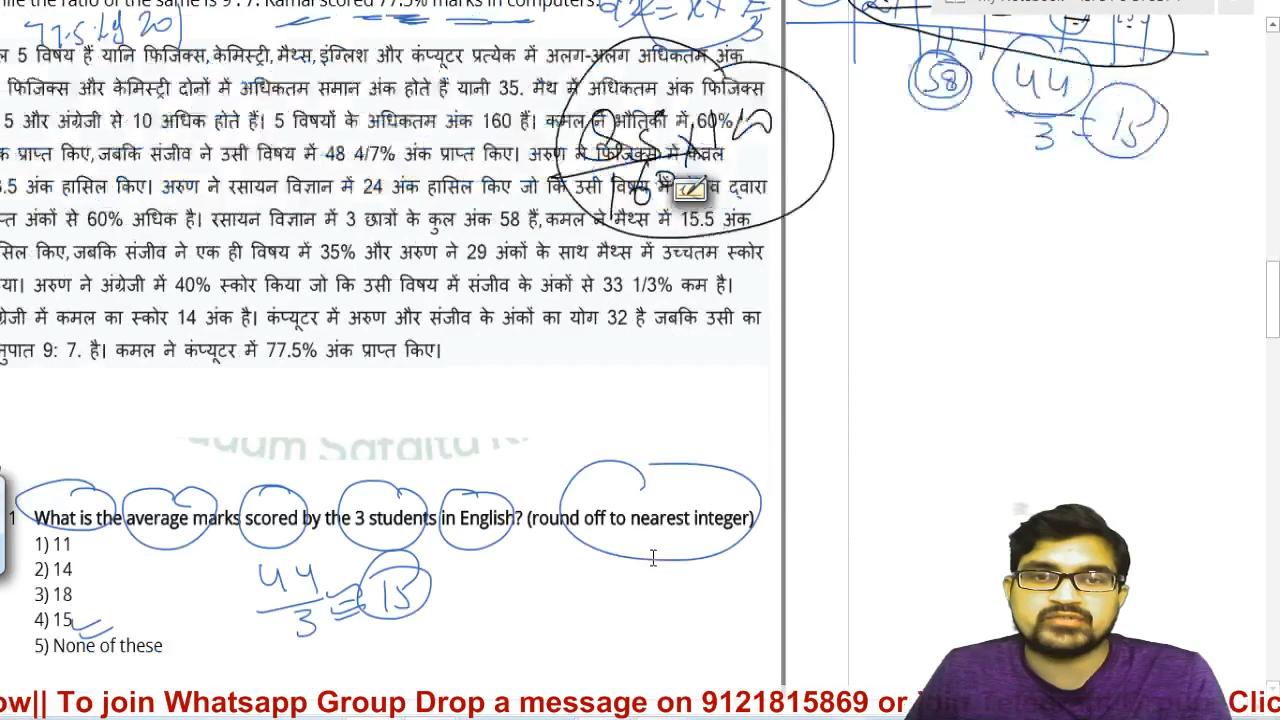 the ratio of the same is 9 : 7. Kamal scored 77.5% marks in computers.
77.5% of 20
5 विषय हैं यानि फिजिक्स,केमिस्ट्री,मैथ्स,इंग्लिश और कंप्यूटर प्रत्येक में अलग-अलग अधिकतम अंक
फिजिक्स और केमिस्ट्री दोनों में अधिकतम समान अंक होते हैं यानी 35. मैथ में अधिकतम अंक फिजिक्स
5 और अंग्रेजी से 10 अधिक होते हैं। 5 विषयों के अधिकतम अंक 160 हैं। कमल ने भौतिकी में 60%
प्राप्त किए,जबकि संजीव ने उसी विषय में 48 4/7% अंक प्राप्त किए। अरुण ने फिजिक्स में केवल
.5 अंक हासिल किए। अरुण ने रसायन विज्ञान में 24 अंक हासिल किए जो कि उसी विषय में द्वारा
प्त अंकों से 60% अधिक है। रसायन विज्ञान में 3 छात्रों के कुल अंक 58 हैं,कमल ने मैथ्स में 15.5 अंक
सिल किए,जबकि संजीव ने एक ही विषय में 35% और अरुण ने 29 अंकों के साथ मैथ्स में उच्चतम स्कोर
या। अरुण ने अंग्रेजी में 40% स्कोर किया जो कि उसी विषय में संजीव के अंकों से 33 1/3% कम है।
ग्रेजी में कमल का स्कोर 14 अंक है। कंप्यूटर में अरुण और संजीव के अंकों का योग 32 है जबकि उसी का
नुपात 9: 7. है। कमल ने कंप्यूटर में 77.5% अंक प्राप्त किए।
58
44
3
= 15
1 What is the average marks scored by the 3 students in English? (round off to nearest integer)
1) 11
2) 14
3) 18
4) 15
5) None of these
44
3
= 15
ow|| To join Whatsapp Group Drop a message on 9121815869 or
Clic